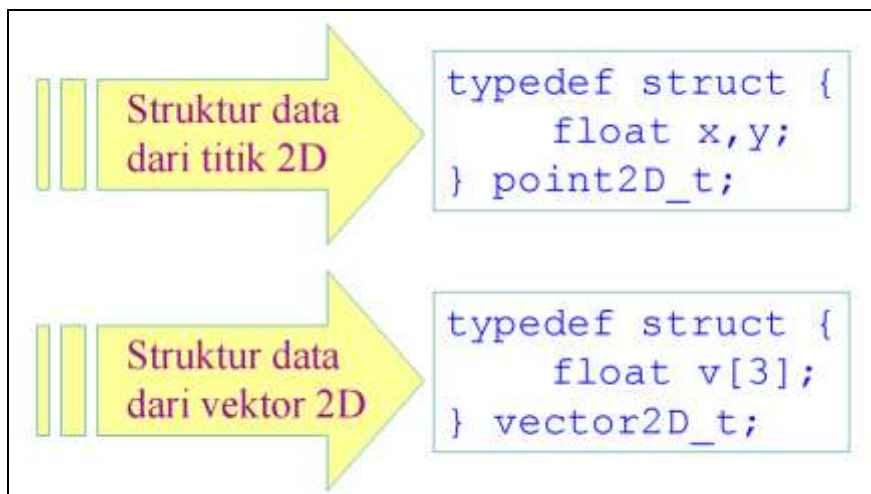 Struktur data
dari titik 2D
typedef struct {
float x,y;
} point2D_t;
Struktur data
dari vektor 2D
typedef struct {
float v[3];
} vector2D_t;